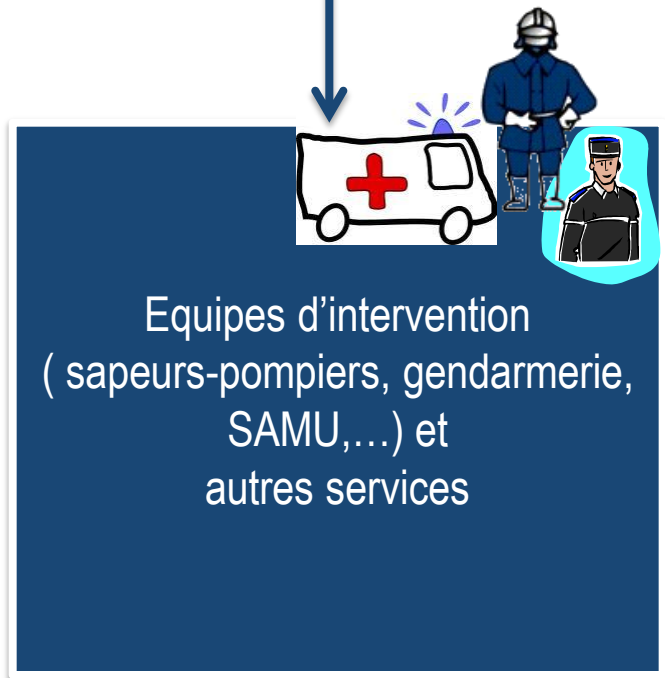 Equipes d’intervention
( sapeurs-pompiers, gendarmerie,
SAMU,…) et
autres services